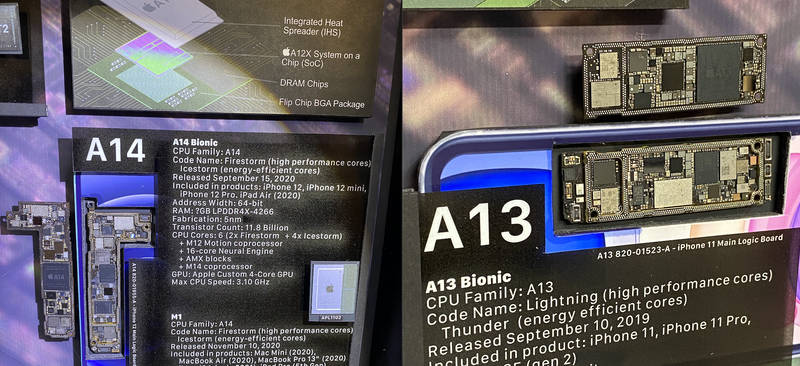 T2
Integrated Heat
Spreader (IHS)
A12X System on a
Chip (SoC)
DRAM Chips
Flip Chip BGA Package
A14
A14 Bionic
CPU Family: A14
Code Name: Firestorm (high performance cores)
Icestorm (energy-efficient cores)
Released September 15, 2020
Included in products: iPhone 12, iPhone 12 mini,
iPhone 12 Pro. iPad Air (2020)
Address Width: 64-bit
RAM: 7GB LPDDR4X-4266
Fabrication: 5nm
Transistor Count: 11.8 Billion
CPU Cores: 6 (2x Firestorm + 4x Icestorm)
+ M12 Motion coprocessor
+ 16-core Neural Engine
+ AMX blocks
+ M14 coprocessor
GPU: Apple Custom 4-Core GPU
Max CPU Speed: 3.10 GHz
APL1102
M1
CPU Family: A14
Code Name: Firestorm (high performance cores)
Icestorm (energy-efficient cores)
Released November 10, 2020
Included in products: Mac Mini (2020),
MacBook Air (2020), MacBook Pro 13" (2020)
A13
A13 820-01523-A - iPhone 11 Main Logic Board
A13 Bionic
CPU Family: A13
Code Name: Lightning (high performance cores)
Thunder (energy efficient cores)
Released September 10, 2019
Included in product: iPhone 11, iPhone 11 Pro,
(gen 2)